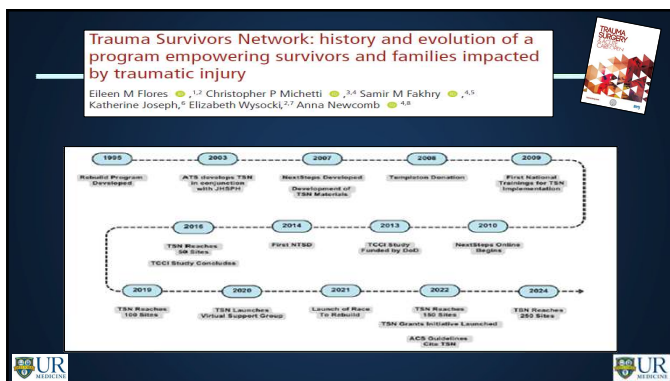 Trauma Survivors Network: history and evolution of a
program empowering survivors and families impacted
by traumatic injury
Eileen M Flores ,1,2 Christopher P Michetti ,3,4 Samir M Fakhry ,4,5
Katherine Joseph,6 Elizabeth Wysocki,2,7 Anna Newcomb 4,8
TRAUMA
SURGERY
& ACUTE
CARE OPEN
1995
2003
2007
2008
2009
Rebuild Program
Developed
ATS develops TSN
in conjunction
with JHSPH
NextSteps Developed
Development of
TSN Materials
Templeton Donation
First National
Trainings for TSN
Implementation
2016
2014
2013
2010
TSN Reaches
50 Sites
TCCI Study Concludes
First NTSD
TCCI Study
Funded by DoD
NextSteps Online
Begins
2019
2020
2021
2022
2024
TSN Reaches
100 Sites
TSN Launches
Virtual Support Group
Launch of Race
To Rebuild
TSN Reaches
150 Sites
TSN Grants Initiative Launched
ACS Guidelines
Cite TSN
TSN Reaches
250 Sites
UR
MEDICINE
UR
MEDICINE